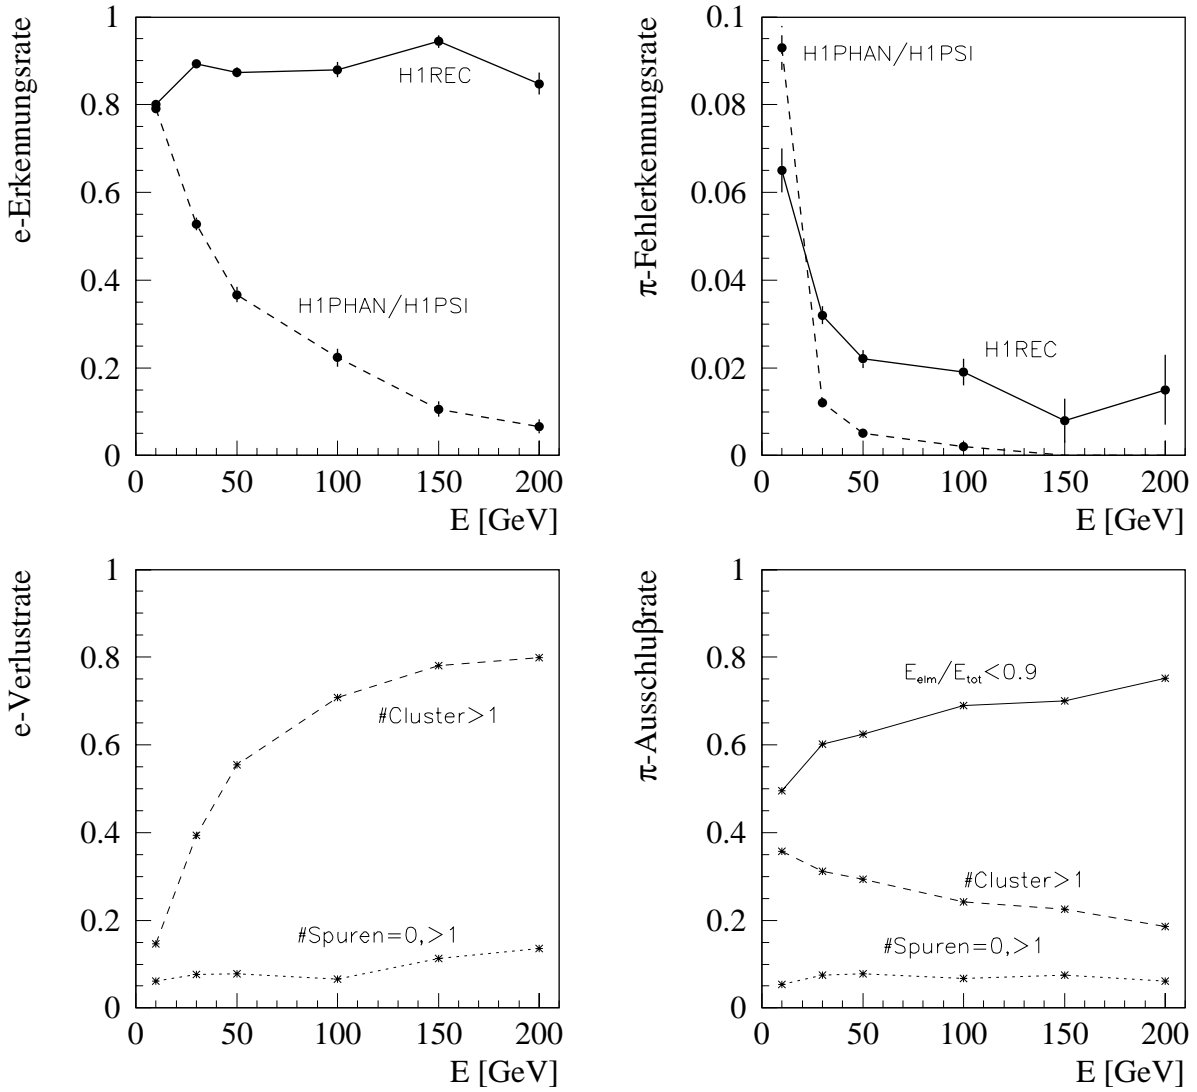 e-Erkennungsrate
1
0.8
0.6
0.4
0.2
0
H1REC
H1PHAN/H1PSI
0 50 100 150 200
E [GeV]
π-Fehlerkennungsrate
0.1
0.08
0.06
0.04
0.02
0
H1PHAN/H1PSI
H1REC
0 50 100 150 200
E [GeV]
e-Verlustrate
1
0.8
0.6
0.4
0.2
0
#Cluster>1
#Spuren=0,>1
0 50 100 150 200
E [GeV]
π-Ausschlußrate
1
0.8
0.6
0.4
0.2
0
E_elm/E_tot<0.9
#Cluster>1
#Spuren=0,>1
0 50 100 150 200
E [GeV]